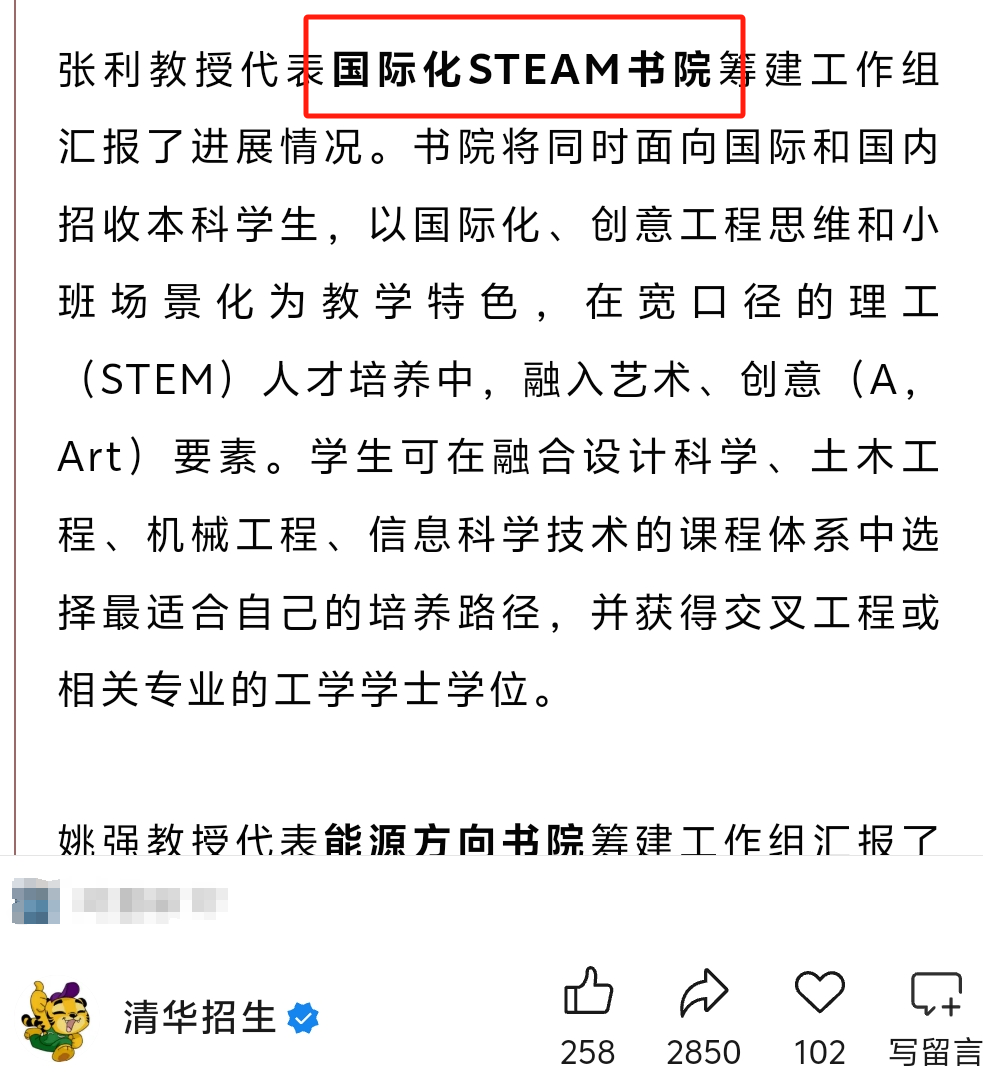 张利教授代表国际化STEAM书院筹建工作组
汇报了进展情况。书院将同时面向国际和国内
招收本科学生，以国际化、创意工程思维和小
班场景化为教学特色，在宽口径的理工
（STEM）人才培养中，融入艺术、创意（A，
Art）要素。学生可在融合设计科学、土木工
程、机械工程、信息科学技术的课程体系中选
择最适合自己的培养路径，并获得交叉工程或
相关专业的工学学士学位。
姚强教授代表能源方向书院筹建工作组汇报了
清华招生
258
2850
102
写留言